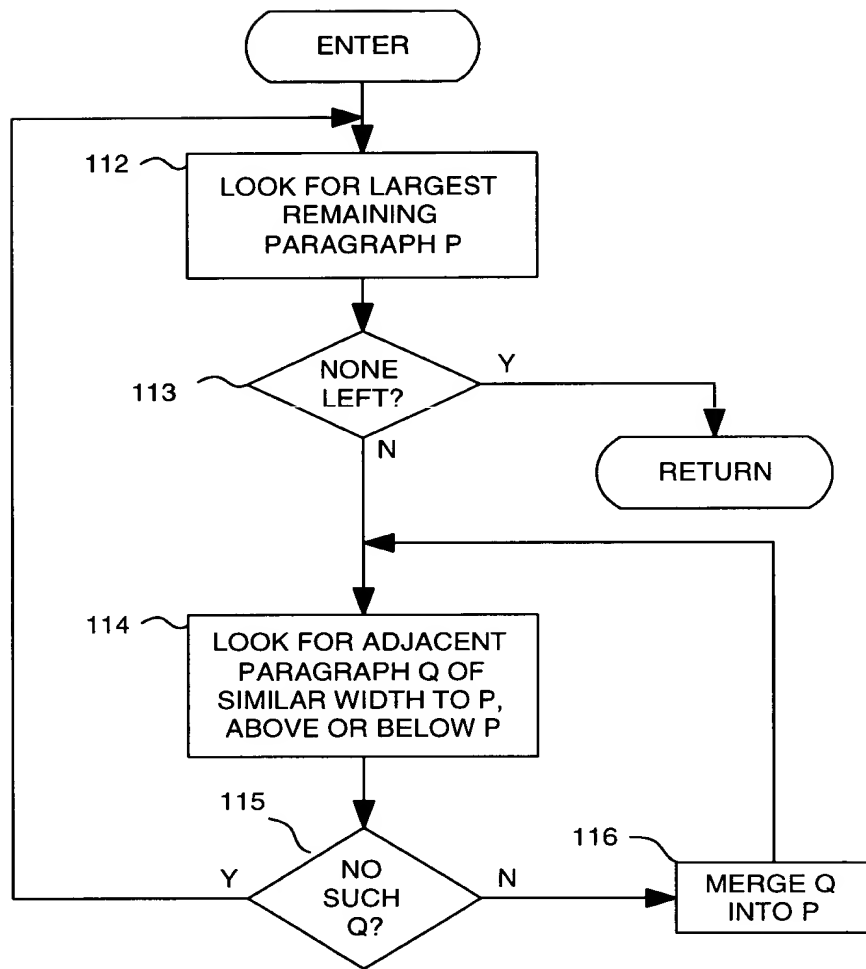 ENTER
112
LOOK FOR LARGEST
REMAINING
PARAGRAPH P
113
NONE
LEFT?
Y
N
RETURN
114
LOOK FOR ADJACENT
PARAGRAPH Q OF
SIMILAR WIDTH TO P,
ABOVE OR BELOW P
115
NO
SUCH
Q?
Y
N
116
MERGE Q
INTO P